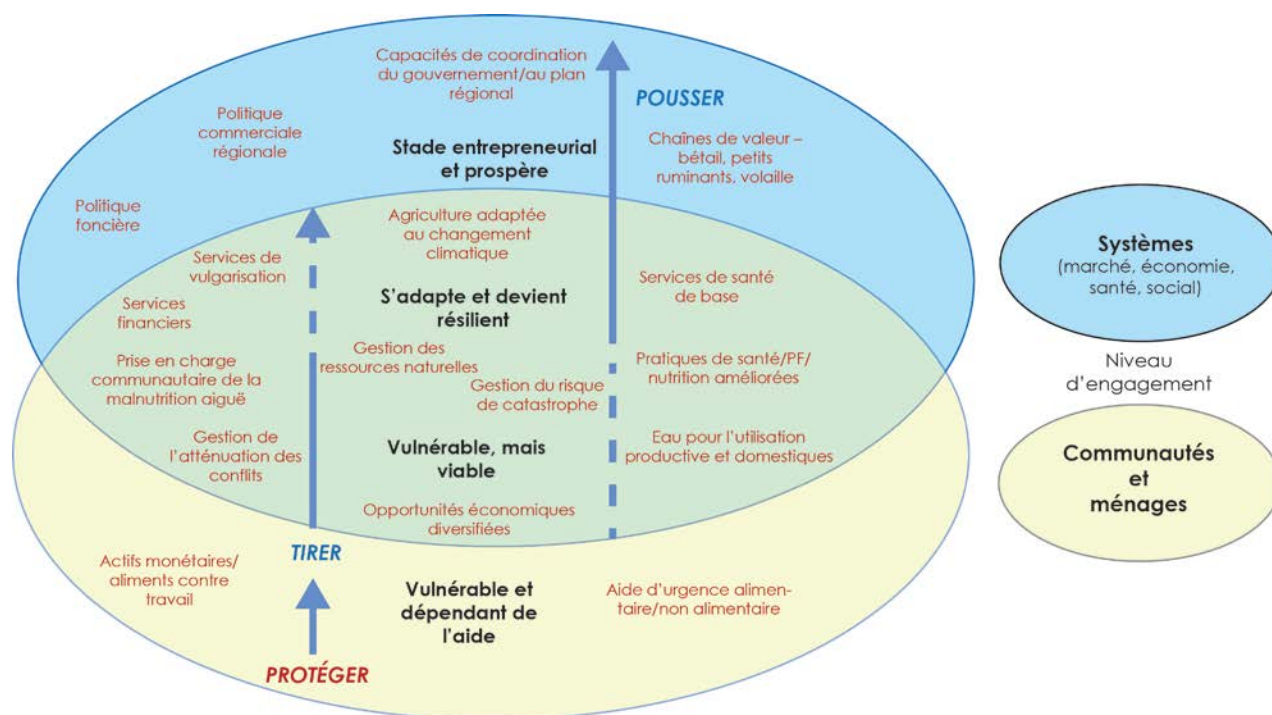 Capacités de coordination
du gouvernement/au plan
régional
POUSSER
Politique
commerciale
régionale
Stade entrepreneurial
et prospère
Chaînes de valeur –
bétail, petits
ruminants, volaille
Politique
foncière
Agriculture adaptée
au changement
climatique
Services de
vulgarisation
Services de santé
de base
S’adapte et devient
résilient
Services
financiers
Gestion des
ressources naturelles
Prise en charge
communautaire de la
malnutrition aiguë
Pratiques de santé/PF/
nutrition améliorées
Gestion du risque
de catastrophe
Gestion de
l’atténuation des
conflits
Vulnérable, mais
viable
Eau pour l’utilisation
productive et domestiques
Opportunités économiques
diversifiées
TIRER
Actifs monétaires/
aliments contre
travail
Vulnérable et
dépendant de
l’aide
Aide d’urgence alimen-
taire/non alimentaire
PROTÉGER
Systèmes
(marché, économie,
santé, social)
Niveau
d’engagement
Communautés
et
ménages